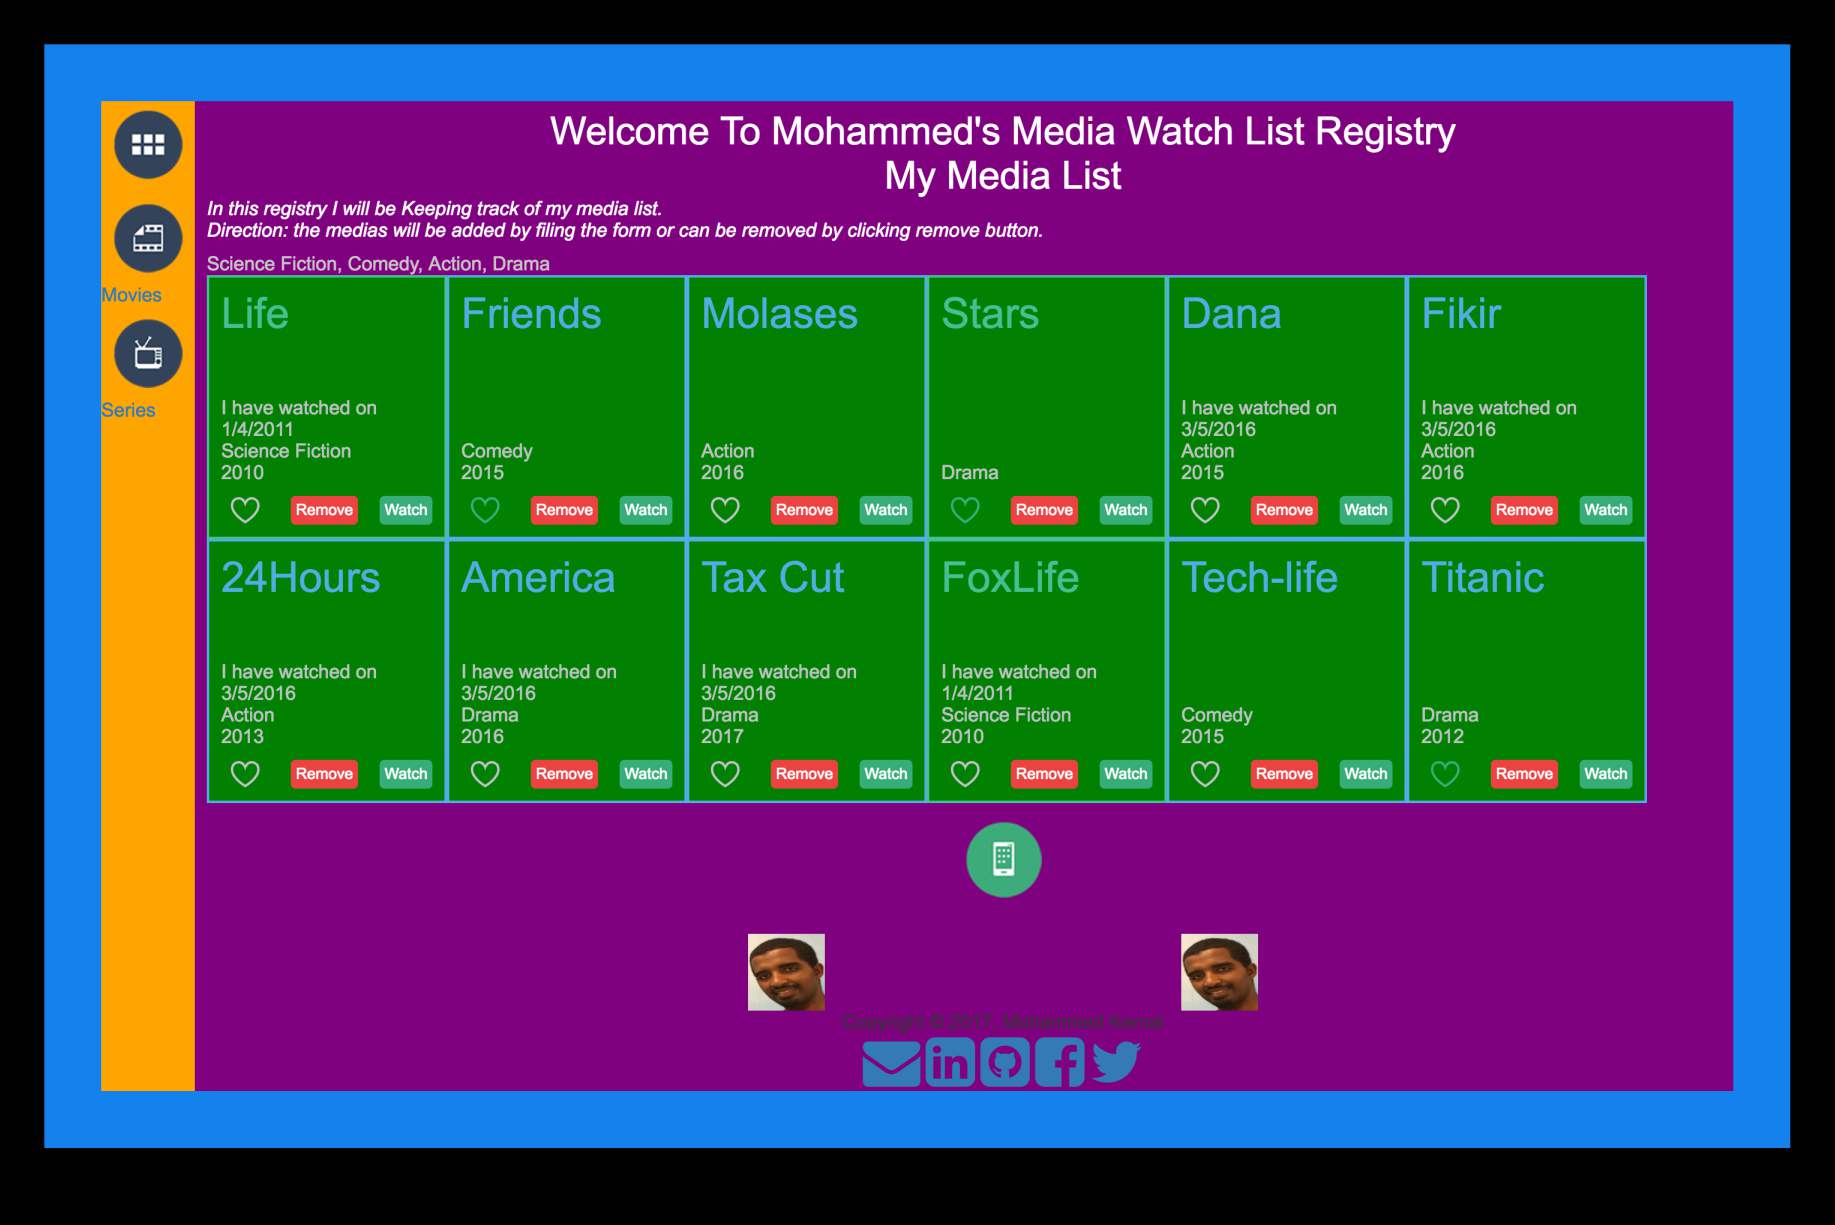 Welcome To Mohammed's Media Watch List Registry
My Media List
In this registry I will be Keeping track of my media list.
Direction: the medias will be added by filing the form or can be removed by clicking remove button.
Science Fiction, Comedy, Action, Drama
Movies
Series
Life
I have watched on
1/4/2011
Science Fiction
2010
Remove Watch
Friends
Comedy
2015
Remove Watch
Molases
Action
2016
Remove Watch
Stars
Drama
Remove Watch
Dana
I have watched on
3/5/2016
Action
2015
Remove Watch
Fikir
I have watched on
3/5/2016
Action
2016
Remove Watch
24Hours
I have watched on
3/5/2016
Action
2013
Remove Watch
America
I have watched on
3/5/2016
Drama
2016
Remove Watch
Tax Cut
I have watched on
3/5/2016
Drama
2017
Remove Watch
FoxLife
I have watched on
1/4/2011
Science Fiction
2010
Remove Watch
Tech-life
Comedy
2015
Remove Watch
Titanic
Drama
2012
Remove Watch
Copyright © 2017, Mohammed
in